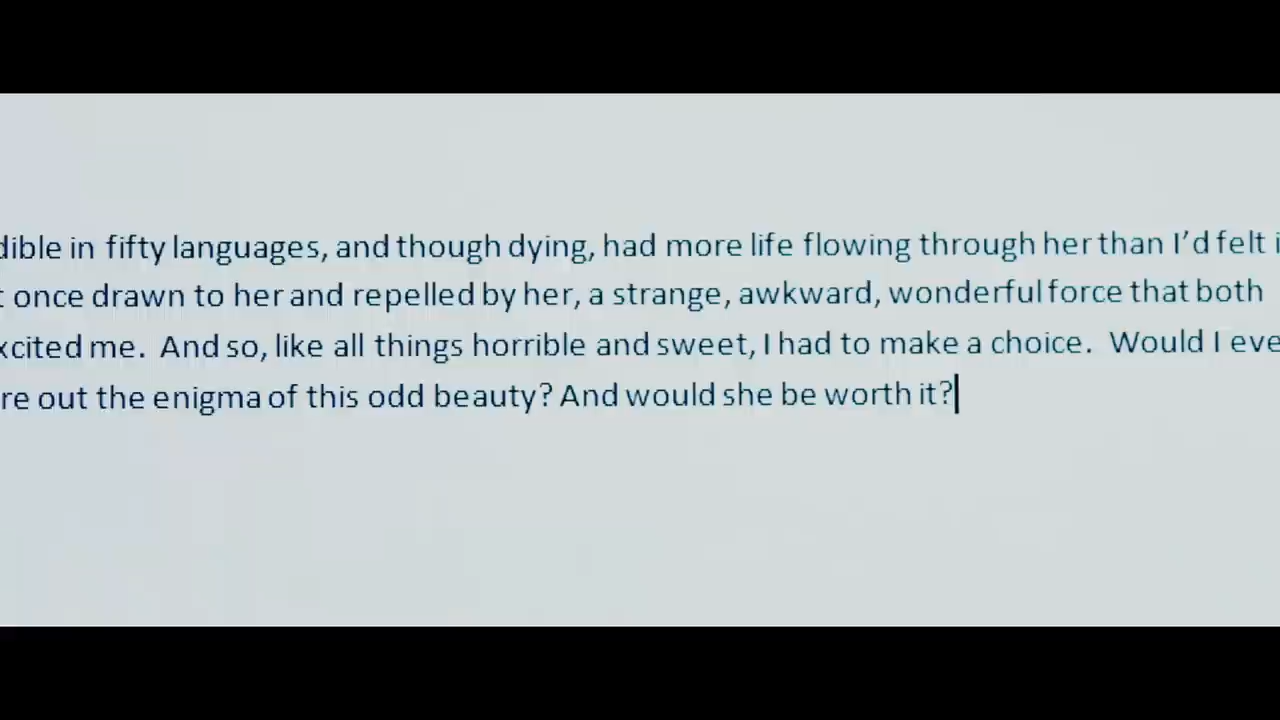 dible in fifty languages, and though dying, had more life flowing through her than I’d felt i
t once drawn to her and repelled by her, a strange, awkward, wonderful force that both
xcited me.  And so, like all things horrible and sweet, I had to make a choice.  Would I eve
re out the enigma of this odd beauty? And would she be worth it?